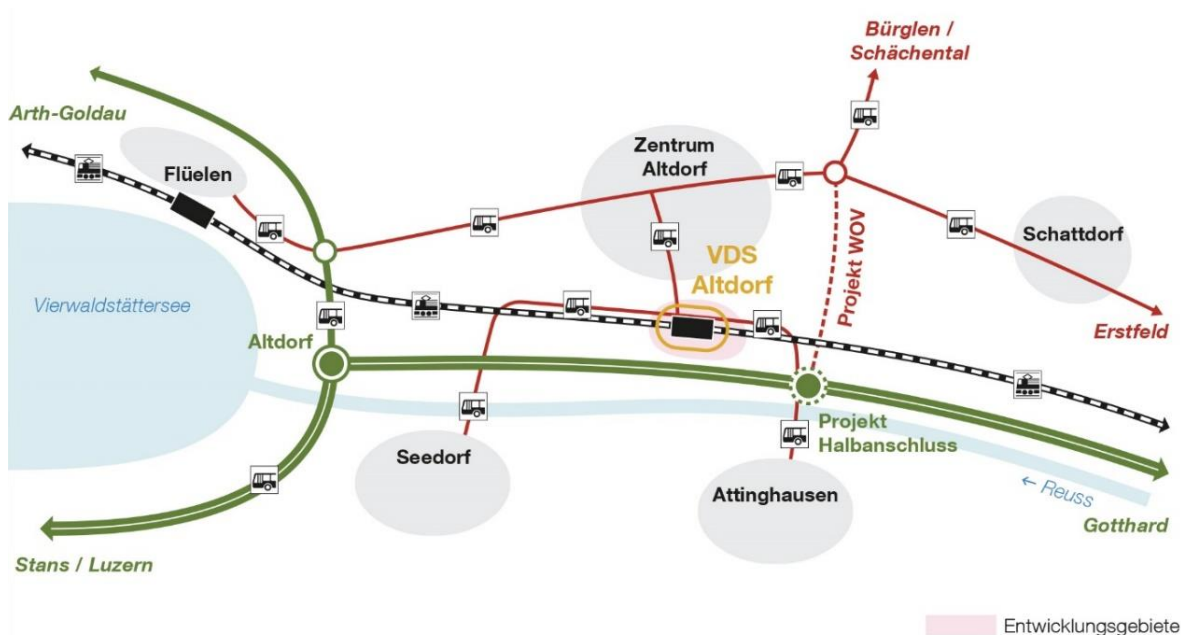 Bürglen /
Schächental
Arth-Goldau
Flüelen
Zentrum
Altdorf
Schattdorf
VDS
Altdorf
Projekt WOV
Vierwaldstättersee
Altdorf
Erstfeld
Projekt
Halbanschluss
Seedorf
Attinghausen
← Reuss
Gotthard
Stans / Luzern
Entwicklungsgebiete